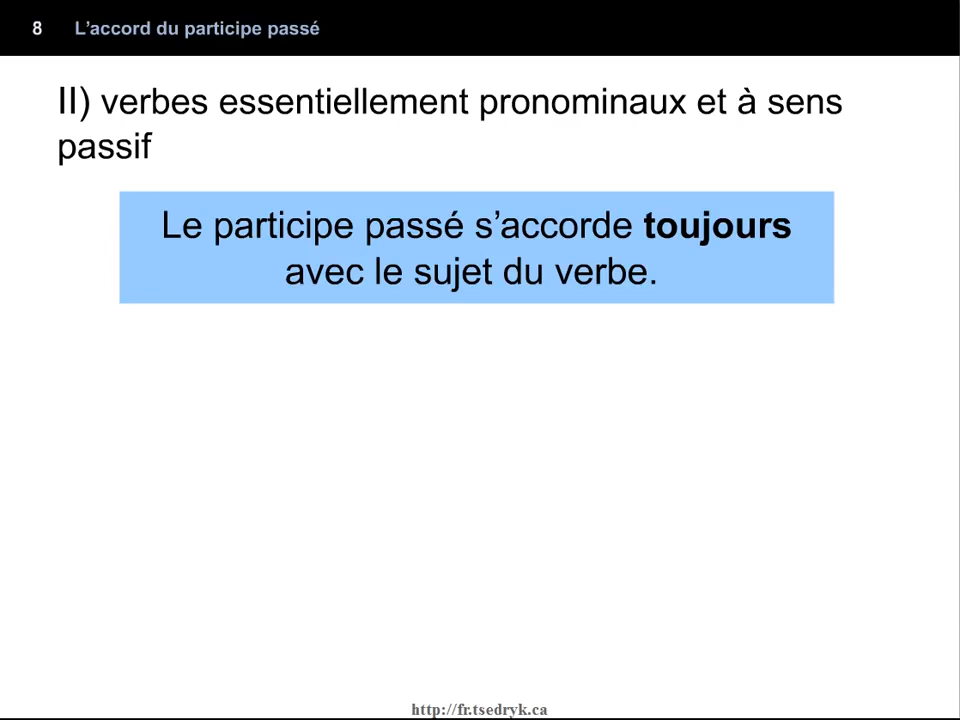 8 L’accord du participe passé
II) verbes essentiellement pronominaux et à sens
passif
Le participe passé s’accorde toujours
avec le sujet du verbe.
http://fr.tsedryk.ca